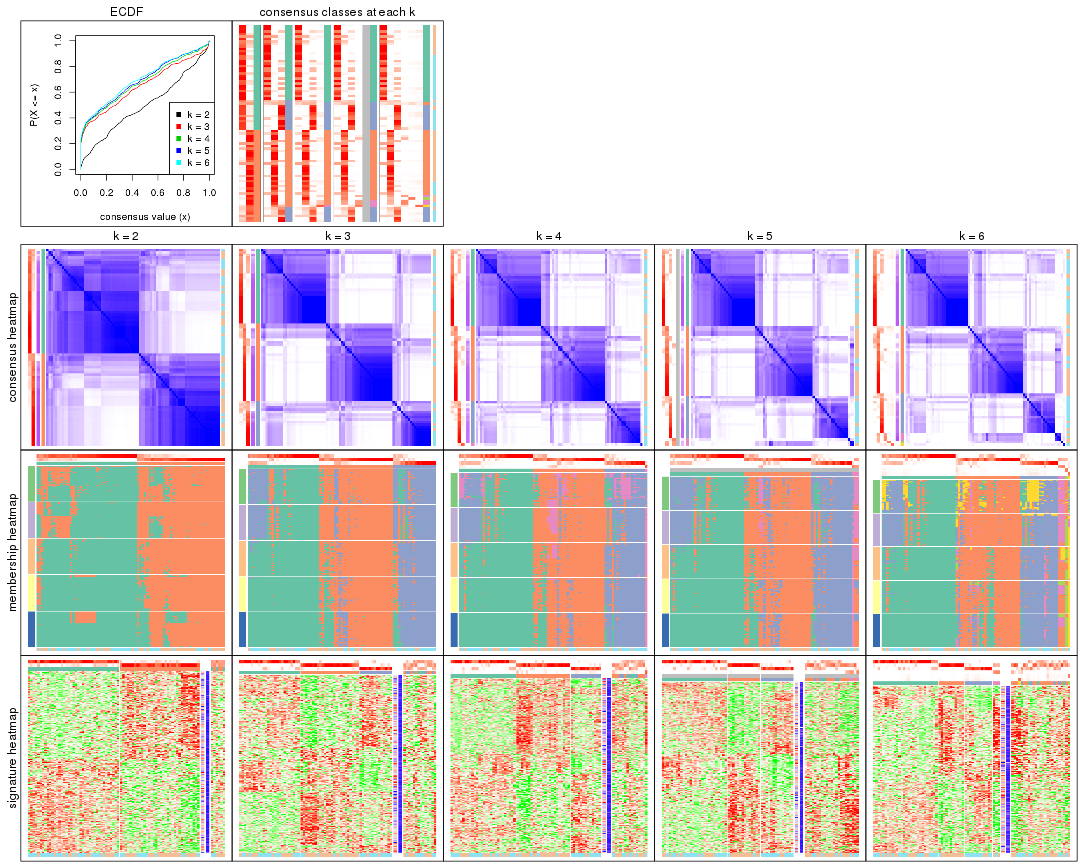 ECDF
consensus classes at each k
P(X <= x)
0.0 0.2 0.4 0.6 0.8 1.0
k = 2
k = 3
k = 4
k = 5
k = 6
0.0 0.2 0.4 0.6 0.8 1.0
consensus value (x)
k = 2
k = 3
k = 4
k = 5
k = 6
consensus heatmap
membership heatmap
signature heatmap